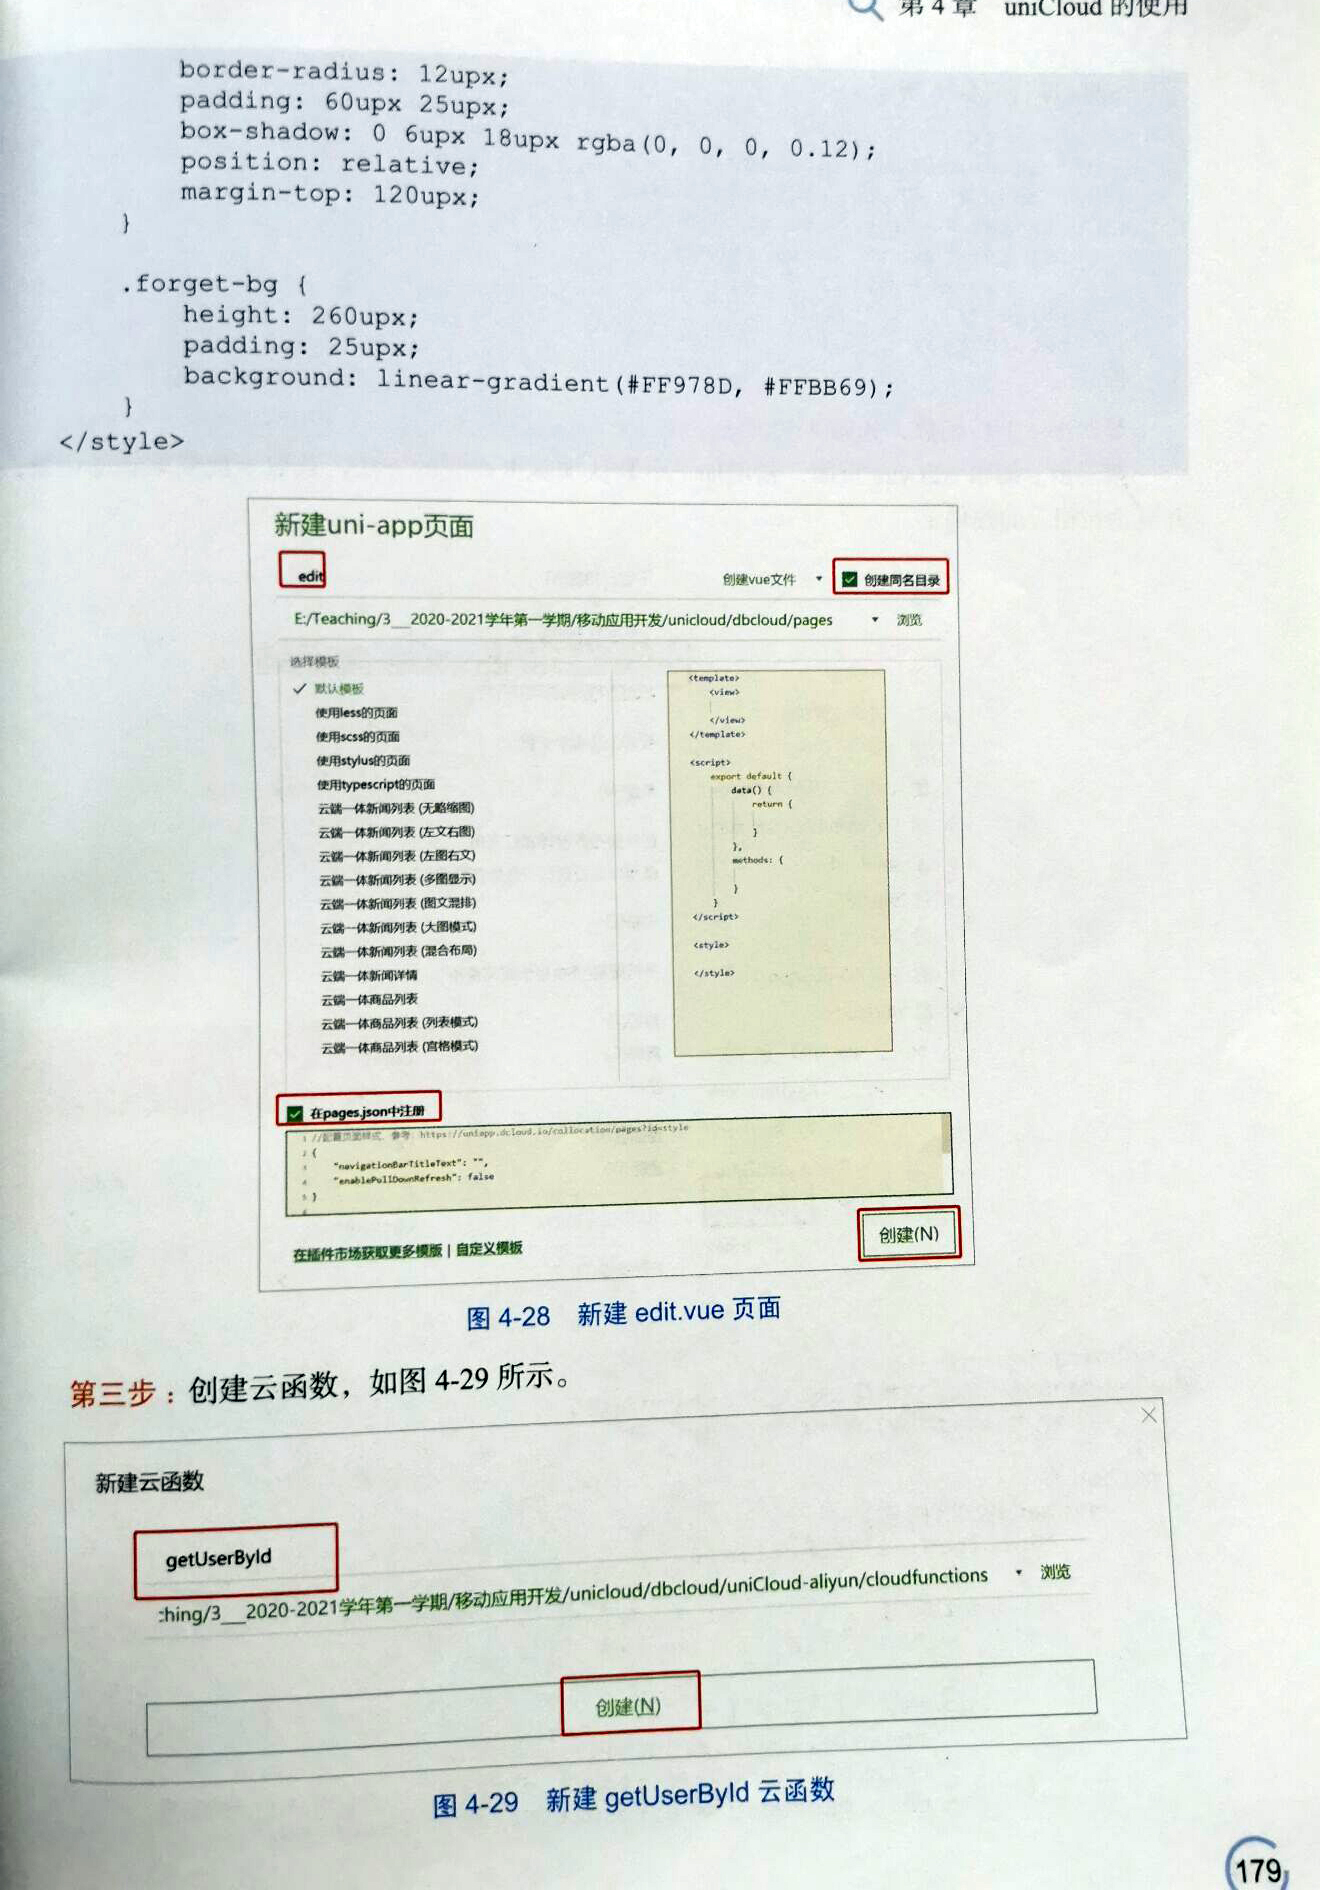 第 4 章 uniCloud 的使用
border-radius: 12upx;
padding: 60upx 25upx;
box-shadow: 0 6upx 18upx rgba(0, 0, 0, 0.12);
position: relative;
margin-top: 120upx;
}
.forget-bg {
height: 260upx;
padding: 25upx;
background: linear-gradient(#FF978D, #FFBB69);
}
</style>
新建uni-app页面
edit 创建vue文件 创建同名目录
E:/Teaching/3__2020-2021学年第一学期/移动应用开发/unicloud/dbcloud/pages 浏览
选择模板
默认模板
使用less的页面
使用scss的页面
使用stylus的页面
使用typescript的页面
云端一体新闻列表 (无略缩图)
云端一体新闻列表 (左文右图)
云端一体新闻列表 (左图右文)
云端一体新闻列表 (多图显示)
云端一体新闻列表 (图文混排)
云端一体新闻列表 (大图模式)
云端一体新闻列表 (混合布局)
云端一体新闻详情
云端一体商品列表
云端一体商品列表 (列表模式)
云端一体商品列表 (宫格模式)
<template>
<view>
</view>
</template>
<script>
export default {
data() {
return {
}
},
methods: {
}
}
</script>
<style>
</style>
在pages.json中注册
1 //配置页面样式，参考：https://uniapp.dcloud.io/collocation/pages?id=style
2 {
3 "navigationBarTitleText": "",
4 "enablePullDownRefresh": false
5 }
6
在插件市场获取更多模版 | 自定义模板 创建(N)
图 4-28 新建 edit.vue 页面
第三步：创建云函数，如图 4-29 所示。
新建云函数
getUserById
:hing/3__2020-2021学年第一学期/移动应用开发/unicloud/dbcloud/uniCloud-aliyun/cloudfunctions 浏览
创建(N)
图 4-29 新建 getUserById 云函数
179